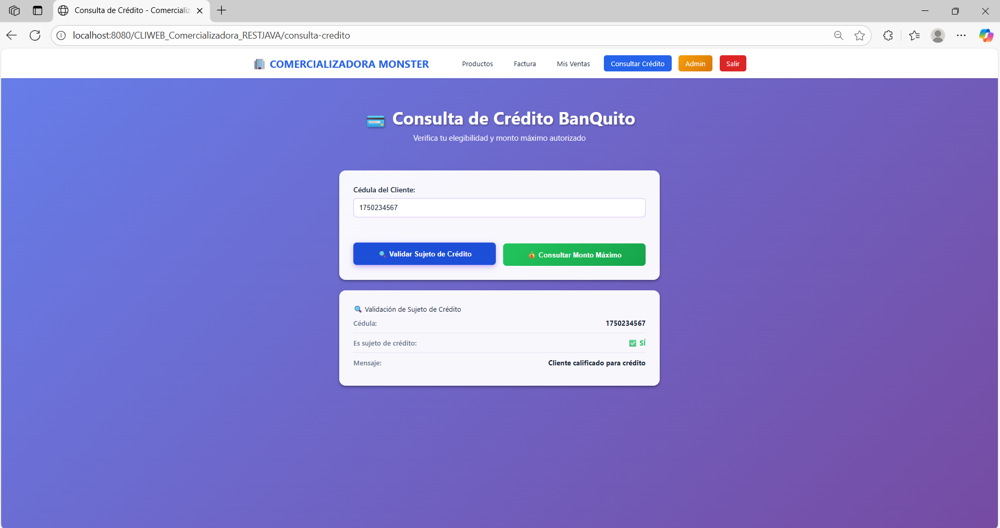 Consulta de Crédito - Comercializ
localhost:8080/CLIWEB_Comercializadora_RESTJAVA/consulta-credito
COMERCIALIZADORA MONSTER
Productos
Factura
Mis Ventas
Consultar Crédito
Admin
Salir
Consulta de Crédito BanQuito
Verifica tu elegibilidad y monto máximo autorizado
Cédula del Cliente:
1750234567
Validar Sujeto de Crédito
Consultar Monto Máximo
Validación de Sujeto de Crédito
Cédula: 1750234567
Es sujeto de crédito: ✅ SÍ
Mensaje: Cliente calificado para crédito